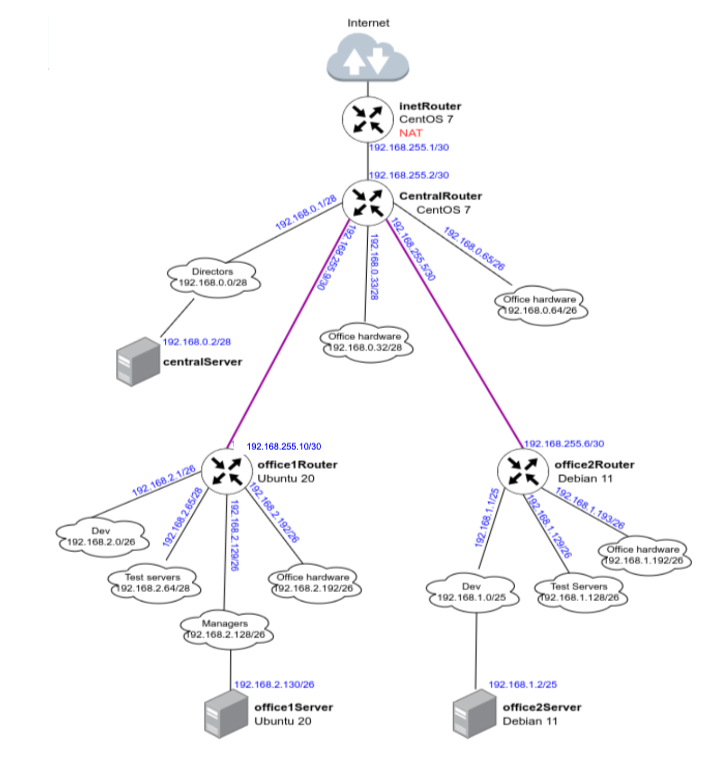 Internet
inetRouter
CentOS 7
NAT
192.168.255.1/30
192.168.255.2/30
CentralRouter
CentOS 7
192.168.0.1/28
192.168.255.9/30
192.168.0.33/28
192.168.255.5/30
192.168.0.65/26
Directors
192.168.0.0/28
Office hardware
192.168.0.64/26
192.168.0.2/28
centralServer
Office hardware
192.168.0.32/28
192.168.255.10/30
office1Router
Ubuntu 20
192.168.255.6/30
office2Router
Debian 11
192.168.2.1/26
192.168.2.65/28
192.168.2.129/26
192.168.2.192/26
192.168.1.1/25
192.168.1.129/26
192.168.1.193/26
Dev
192.168.2.0/26
Test servers
192.168.2.64/28
Office hardware
192.168.2.192/26
Managers
192.168.2.128/26
Dev
192.168.1.0/25
Test Servers
192.168.1.128/26
Office hardware
192.168.1.192/26
192.168.2.130/26
office1Server
Ubuntu 20
192.168.1.2/25
office2Server
Debian 11